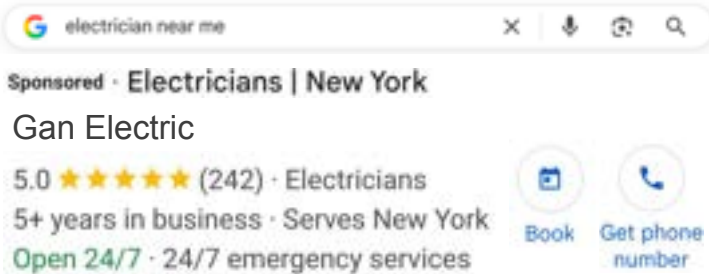 electrician near me
Sponsored · Electricians | New York
Gan Electric
5.0 ★★★★★ (242) · Electricians
5+ years in business · Serves New York
Open 24/7 · 24/7 emergency services
Book
Get phone
number